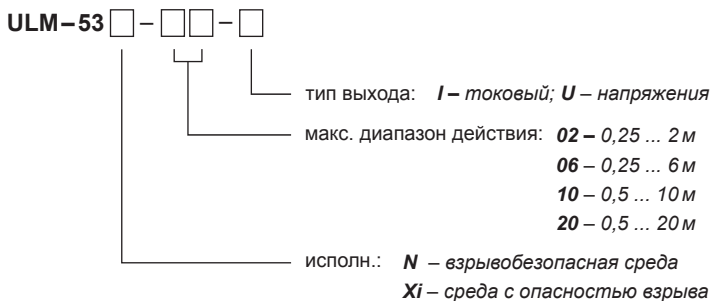 ULM – 53 □ – □□ – □
тип выхода: I – токовый; U – напряжения
макс. диапазон действия: 02 – 0,25 ... 2 м
06 – 0,25 ... 6 м
10 – 0,5 ... 10 м
20 – 0,5 ... 20 м
исполн.: N – взрывобезопасная среда
Xi – среда с опасностью взрыва